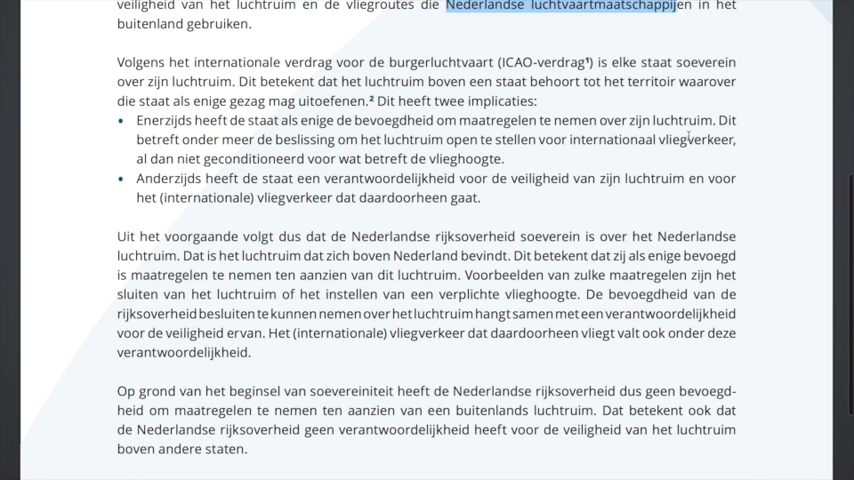 veiligheid van het luchtruim en de vliegroutes die Nederlandse luchtvaartmaatschappijen in het
buitenland gebruiken.
Volgens het internationale verdrag voor de burgerluchtvaart (ICAO-verdrag¹) is elke staat soeverein
over zijn luchtruim. Dit betekent dat het luchtruim boven een staat behoort tot het territoir waarover
die staat als enige gezag mag uitoefenen.² Dit heeft twee implicaties:
• Enerzijds heeft de staat als enige de bevoegdheid om maatregelen te nemen over zijn luchtruim. Dit
betreft onder meer de beslissing om het luchtruim open te stellen voor internationaal vliegverkeer,
al dan niet geconditioneerd voor wat betreft de vlieghoogte.
• Anderzijds heeft de staat een verantwoordelijkheid voor de veiligheid van zijn luchtruim en voor
het (internationale) vliegverkeer dat daardoorheen gaat.
Uit het voorgaande volgt dus dat de Nederlandse rijksoverheid soeverein is over het Nederlandse
luchtruim. Dat is het luchtruim dat zich boven Nederland bevindt. Dit betekent dat zij als enige bevoegd
is maatregelen te nemen ten aanzien van dit luchtruim. Voorbeelden van zulke maatregelen zijn het
sluiten van het luchtruim of het instellen van een verplichte vlieghoogte. De bevoegdheid van de
rijksoverheid besluiten te kunnen nemen over het luchtruim hangt samen met een verantwoordelijkheid
voor de veiligheid ervan. Het (internationale) vliegverkeer dat daardoorheen vliegt valt ook onder deze
verantwoordelijkheid.
Op grond van het beginsel van soevereiniteit heeft de Nederlandse rijksoverheid dus geen bevoegd-
heid om maatregelen te nemen ten aanzien van een buitenlands luchtruim. Dat betekent ook dat
de Nederlandse rijksoverheid geen verantwoordelijkheid heeft voor de veiligheid van het luchtruim
boven andere staten.